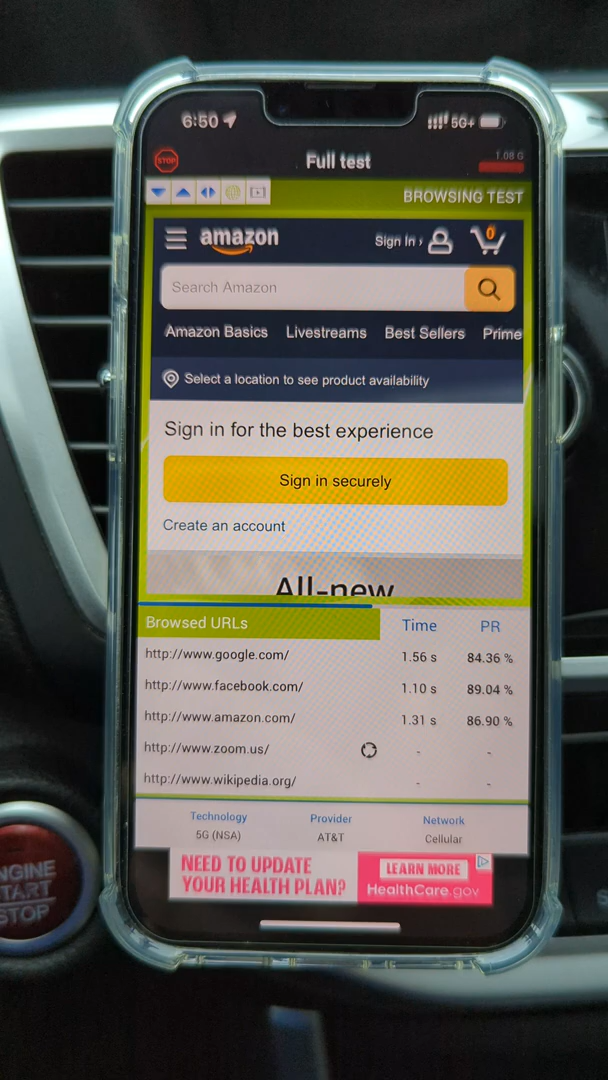 6:50 5G+
STOP Full test 1.08 G
BROWSING TEST
amazon Sign In › 0
Search Amazon
Amazon Basics Livestreams Best Sellers Prime
Select a location to see product availability
Sign in for the best experience
Sign in securely
Create an account
All-new
Browsed URLs Time PR
http://www.google.com/ 1.56 s 84.36 %
http://www.facebook.com/ 1.10 s 89.04 %
http://www.amazon.com/ 1.31 s 86.90 %
http://www.zoom.us/ - -
http://www.wikipedia.org/ - -
Technology Provider Network
5G (NSA) AT&T Cellular
NEED TO UPDATE
YOUR HEALTH PLAN?
LEARN MORE
HealthCare.gov
NGINE
TART
STOP
S